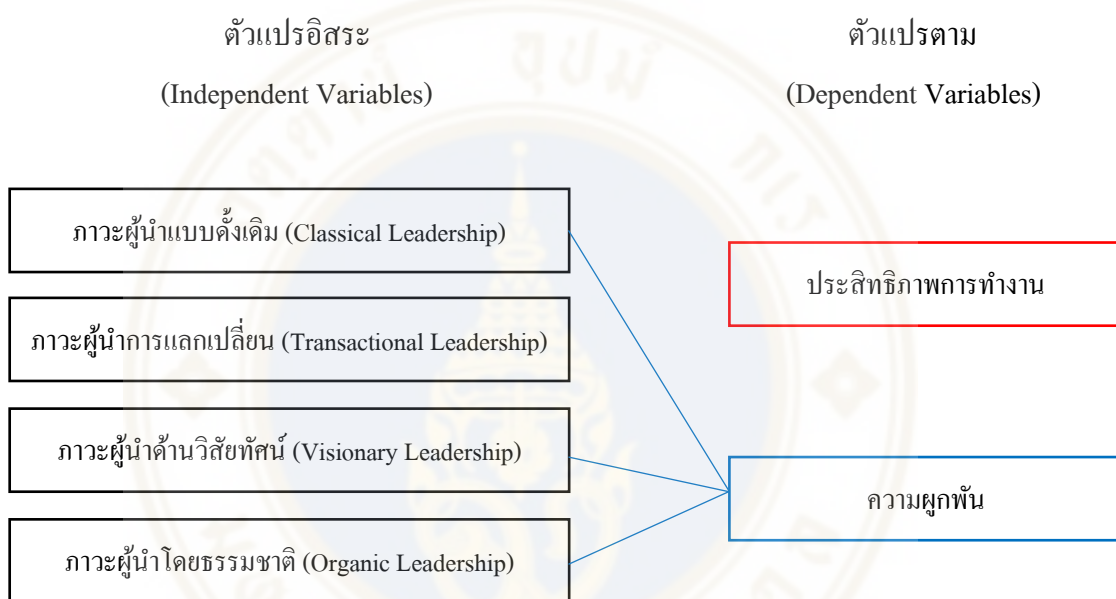 ตัวแปรอิสระ
(Independent Variables)
ตัวแปรตาม
(Dependent Variables)
ภาวะผู้นำแบบดั้งเดิม (Classical Leadership)
ภาวะผู้นำการแลกเปลี่ยน (Transactional Leadership)
ภาวะผู้นำด้านวิสัยทัศน์ (Visionary Leadership)
ภาวะผู้นำโดยธรรมชาติ (Organic Leadership)
ประสิทธิภาพการทำงาน
ความผูกพัน